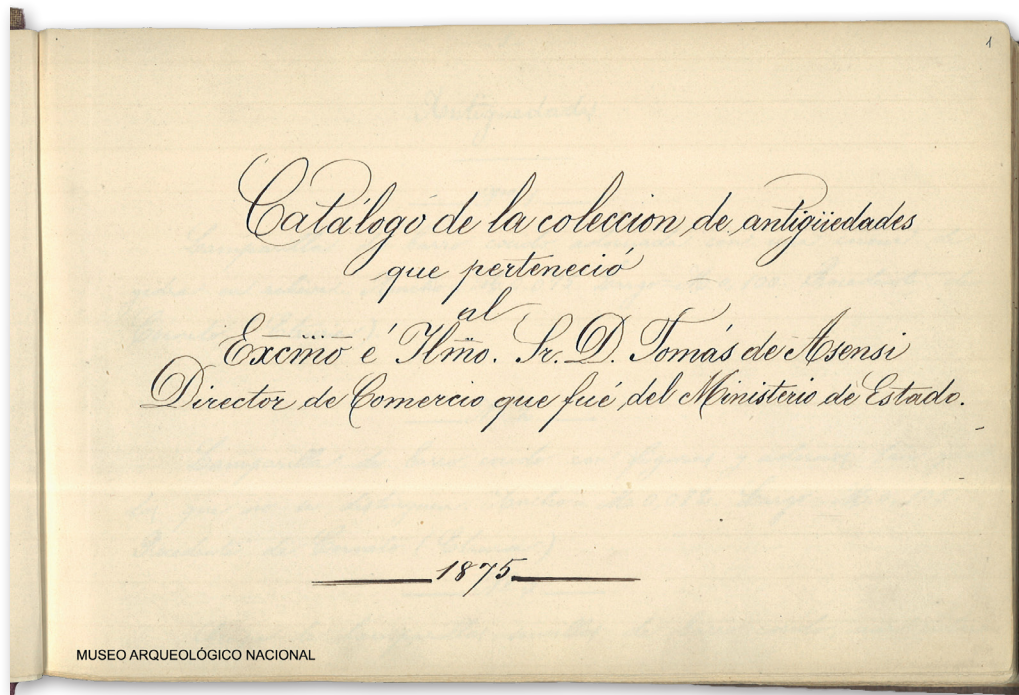 1
Catálogo de la coleccion de antigüedades
que perteneció
al
Excmo é Ilmo. Sr. D. Tomás de Asensi
Director de Comercio que fué del Ministerio de Estado.
1875
MUSEO ARQUEOLÓGICO NACIONAL